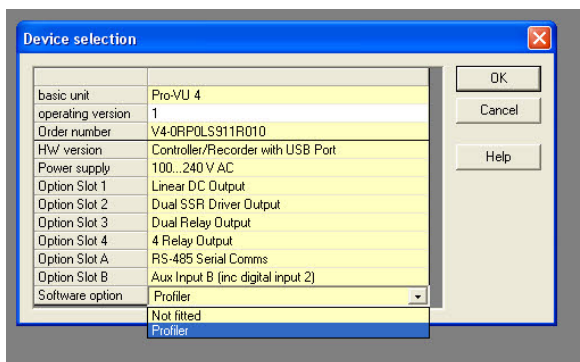 Device selection
OK
basic unit Pro-VU 4
operating version 1
Cancel
Order number V4-0RP0LS911R010
HW version Controller/Recorder with USB Port
Help
Power supply 100...240 V AC
Option Slot 1 Linear DC Output
Option Slot 2 Dual SSR Driver Output
Option Slot 3 Dual Relay Output
Option Slot 4 4 Relay Output
Option Slot A RS-485 Serial Comms
Option Slot B Aux Input B (inc digital input 2)
Software option Profiler
Not fitted
Profiler